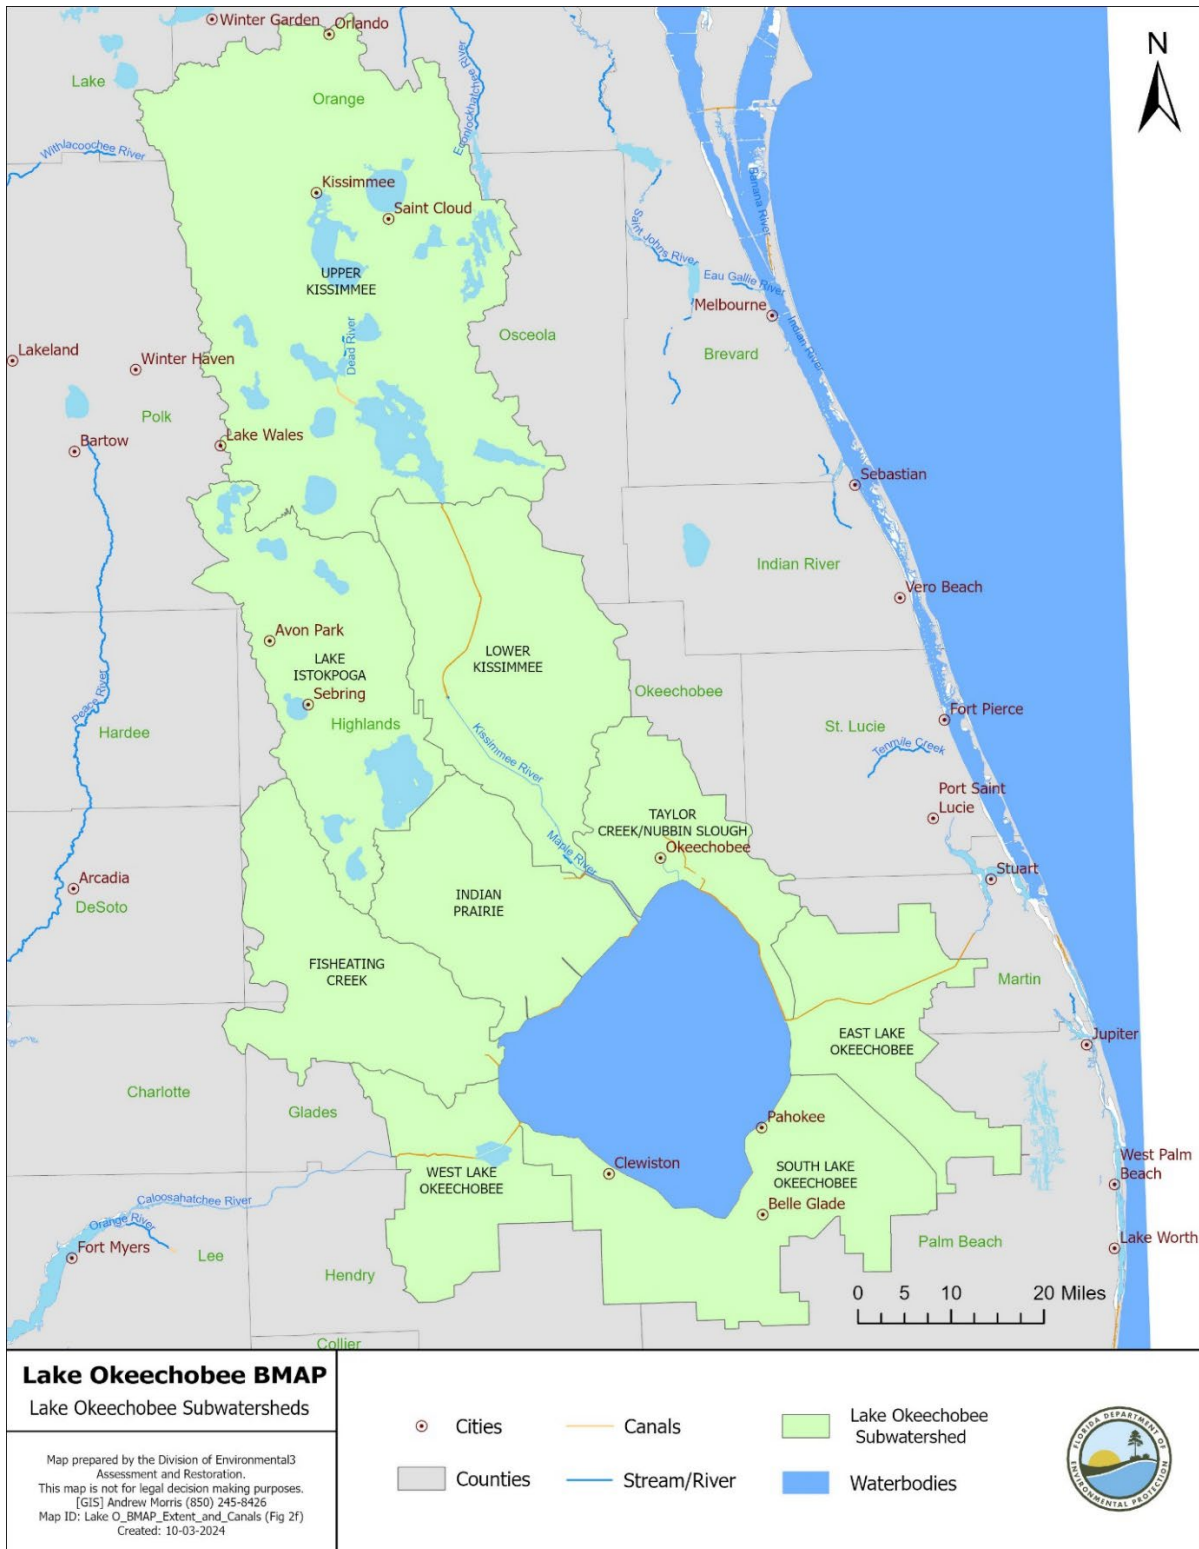 Winter Garden
Orlando
N
Lake
Orange
Econlockhatchee River
Withlacoochee River
Kissimmee
Saint Cloud
Banana River
Saint Johns River
UPPER
KISSIMMEE
Eau Gallie River
Melbourne
Indian River
Dead River
Osceola
Brevard
Lakeland
Winter Haven
Polk
Bartow
Lake Wales
Sebastian
Indian River
Vero Beach
Avon Park
LAKE
ISTOKPOGA
LOWER
KISSIMMEE
Sebring
Highlands
Okeechobee
Peace River
Hardee
Kissimmee River
Fort Pierce
St. Lucie
Tenmile Creek
Port Saint
Lucie
TAYLOR
CREEK/NUBBIN SLOUGH
Okeechobee
Maple River
Stuart
Arcadia
DeSoto
INDIAN
PRAIRIE
FISHEATING
CREEK
Martin
EAST LAKE
OKEECHOBEE
Jupiter
Charlotte
Glades
Pahokee
Clewiston
WEST LAKE
OKEECHOBEE
SOUTH LAKE
OKEECHOBEE
West Palm
Beach
Caloosahatchee River
Orange River
Belle Glade
Fort Myers
Lee
Hendry
Palm Beach
Lake Worth
0 5 10 20 Miles
Collier
Lake Okeechobee BMAP
Lake Okeechobee Subwatersheds
Map prepared by the Division of Environmental3
Assessment and Restoration.
This map is not for legal decision making purposes.
[GIS] Andrew Morris (850) 245-8426
Map ID: Lake O_BMAP_Extent_and_Canals (Fig 2f)
Created: 10-03-2024
Cities
Canals
Lake Okeechobee
Subwatershed
Counties
Stream/River
Waterbodies
FLORIDA DEPARTMENT OF
ENVIRONMENTAL PROTECTION